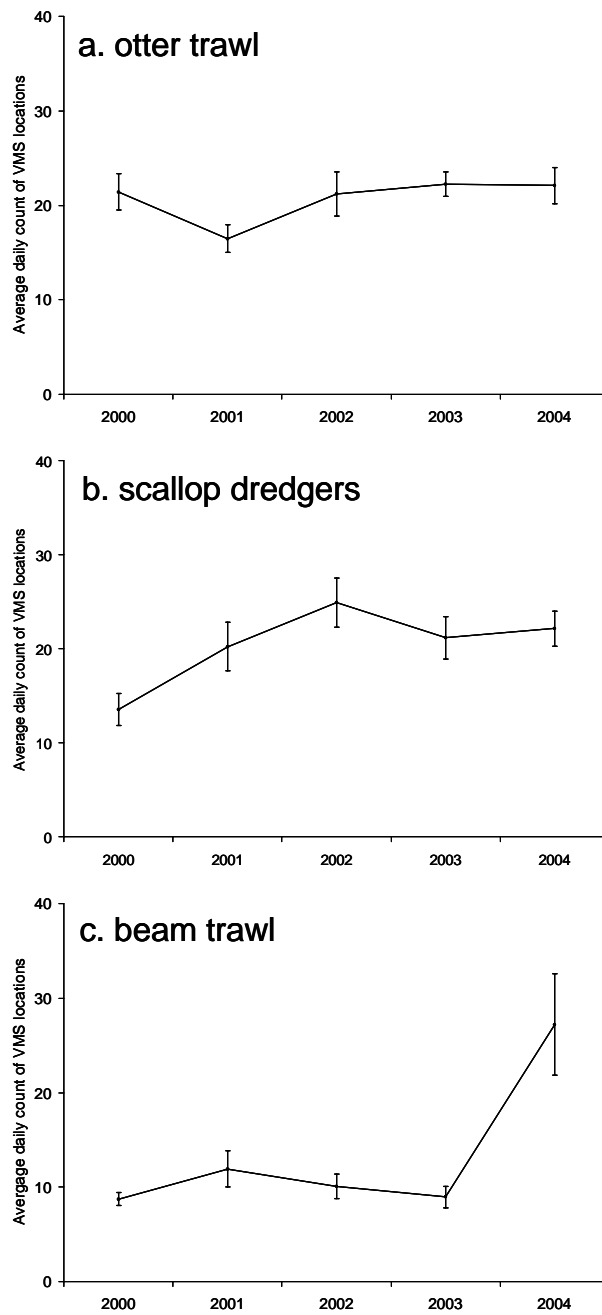 a. otter trawl
Average daily count of VMS locations
40
30
20
10
0
2000 2001 2002 2003 2004
b. scallop dredgers
Average daily count of VMS locations
40
30
20
10
0
2000 2001 2002 2003 2004
c. beam trawl
Avergage daily count of VMS locations
40
30
20
10
0
2000 2001 2002 2003 2004